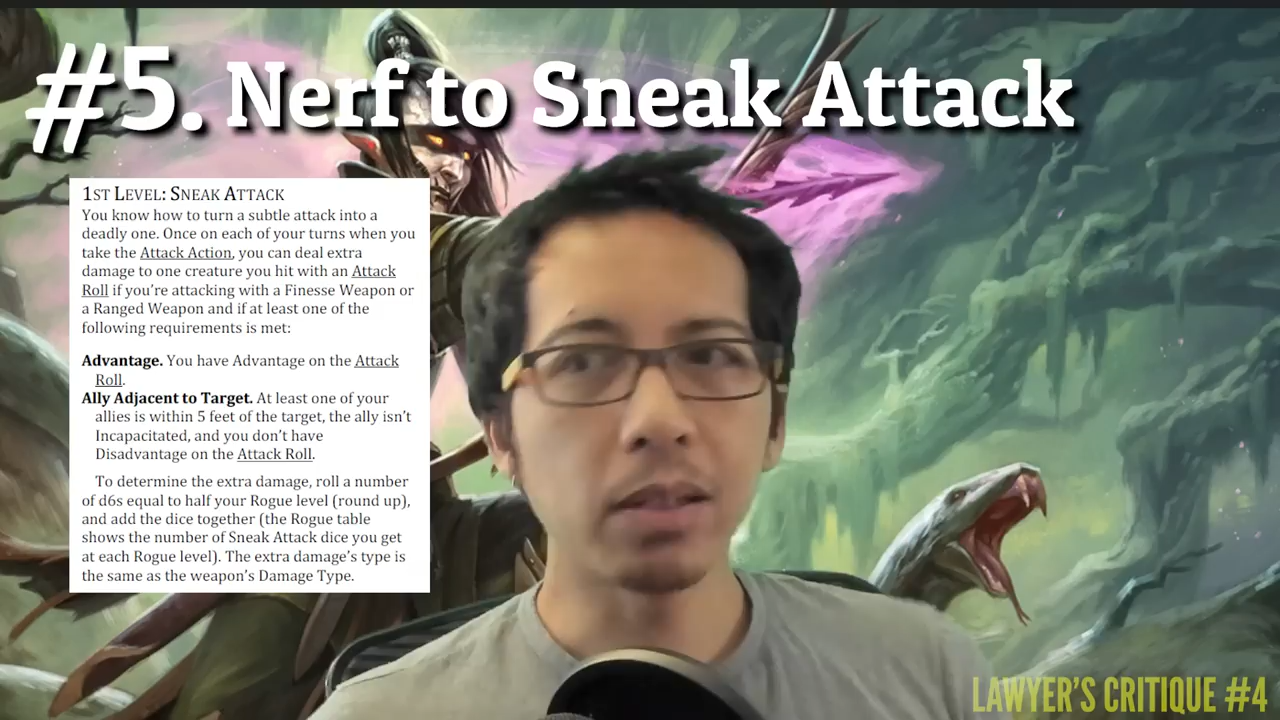 #5. Nerf to Sneak Attack
1ST LEVEL: SNEAK ATTACK
You know how to turn a subtle attack into a
deadly one. Once on each of your turns when you
take the Attack Action, you can deal extra
damage to one creature you hit with an Attack
Roll if you’re attacking with a Finesse Weapon or
a Ranged Weapon and if at least one of the
following requirements is met:
Advantage. You have Advantage on the Attack
Roll.
Ally Adjacent to Target. At least one of your
allies is within 5 feet of the target, the ally isn’t
Incapacitated, and you don’t have
Disadvantage on the Attack Roll.
To determine the extra damage, roll a number
of d6s equal to half your Rogue level (round up),
and add the dice together (the Rogue table
shows the number of Sneak Attack dice you get
at each Rogue level). The extra damage’s type is
the same as the weapon’s Damage Type.
LAWYER'S CRITIQUE #4